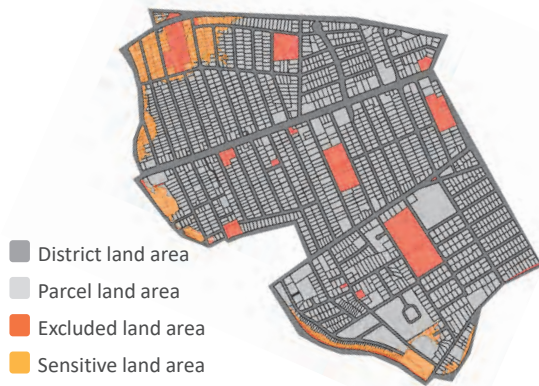 District land area
Parcel land area
Excluded land area
Sensitive land area